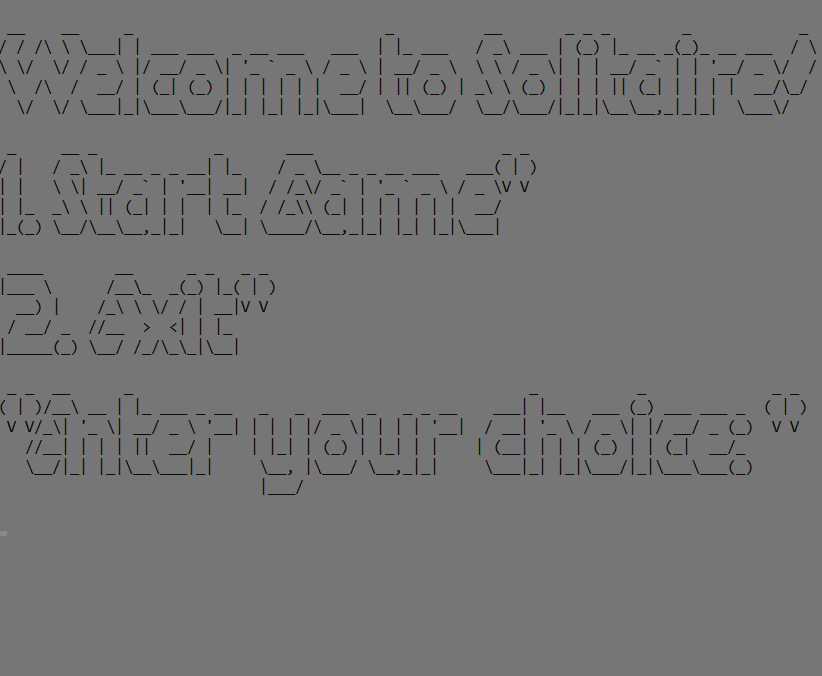 Welcome to Solitaire!
1. Start Game"
2. Exit"
"Enter your choice: "